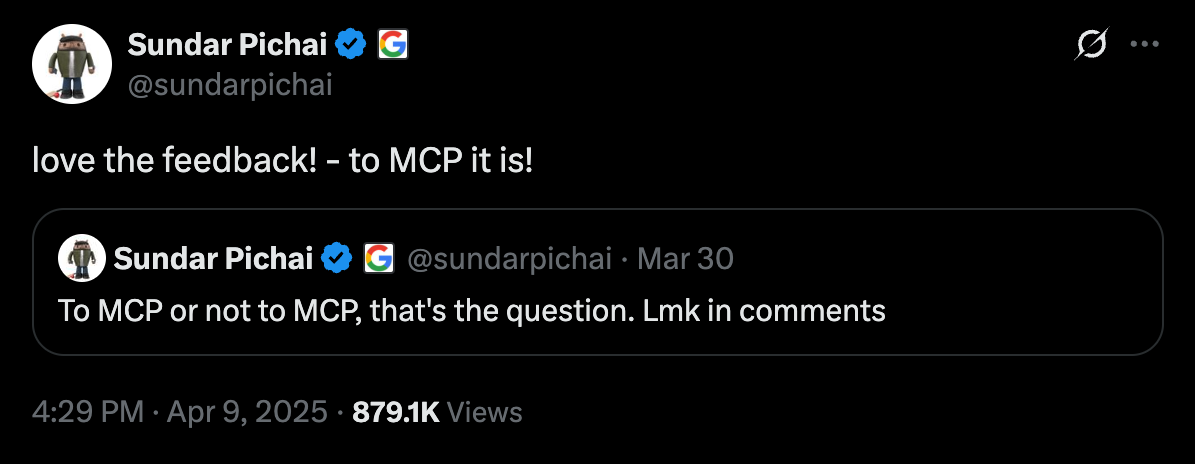 Sundar Pichai
@sundarpichai
love the feedback! - to MCP it is!
Sundar Pichai @sundarpichai · Mar 30
To MCP or not to MCP, that's the question. Lmk in comments
4:29 PM · Apr 9, 2025 · 879.1K Views